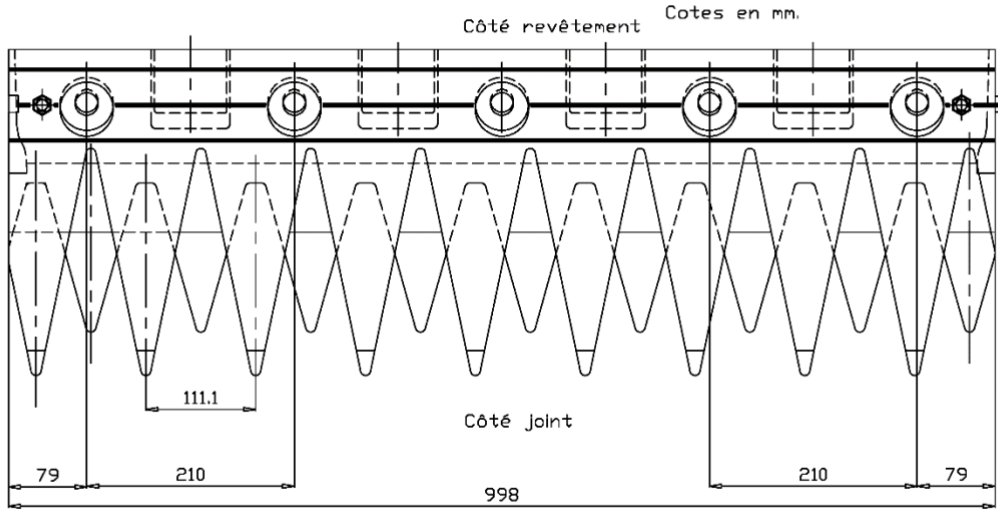 Cotes en mm.
Côté revêtement
111.1
Côté joint
79
210
210
79
998